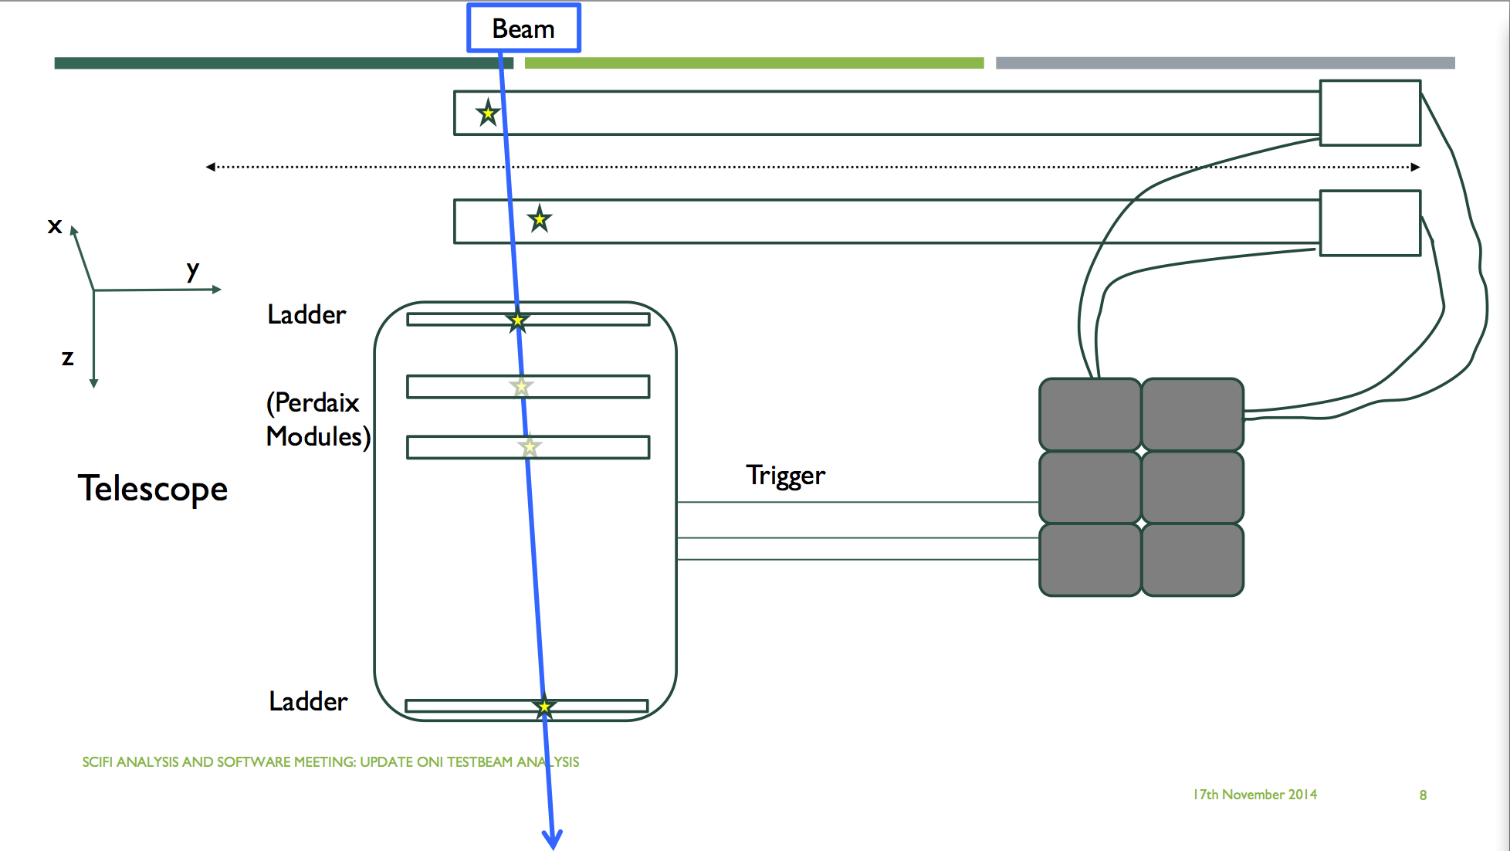 Beam
x
y
z
Ladder
(Perdaix
Modules)
Telescope
Trigger
Ladder
SCIFI ANALYSIS AND SOFTWARE MEETING: UPDATE ONI TESTBEAM ANALYSIS
17th November 2014
8